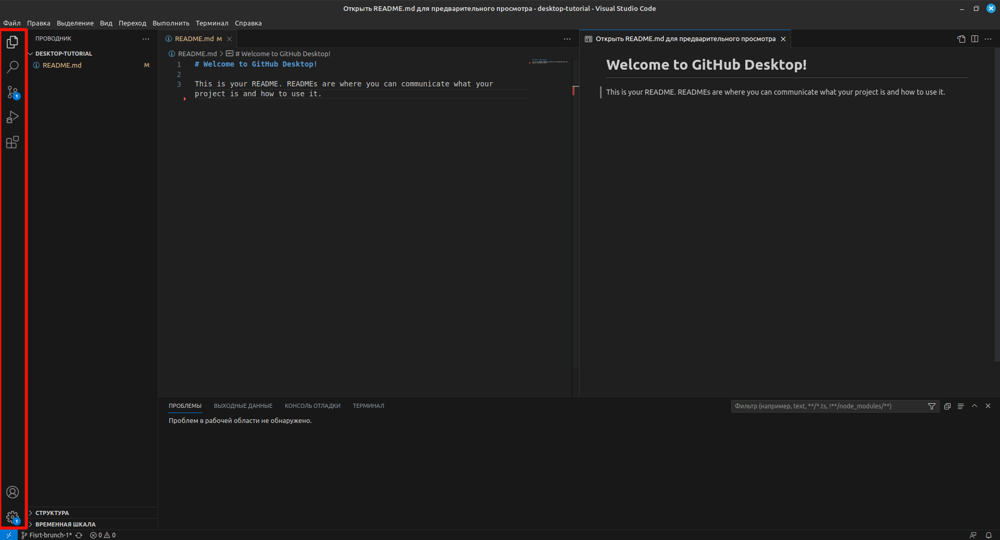 Открыть README.md для предварительного просмотра - desktop-tutorial - Visual Studio Code
Файл Правка Выделение Вид Переход Выполнить Терминал Справка
ПРОВОДНИК
DESKTOP-TUTORIAL
README.md M
1
1
README.md M
README.md > # Welcome to GitHub Desktop!
1 # Welcome to GitHub Desktop!
2
3 This is your README. READMEs are where you can communicate what your
project is and how to use it.
Открыть README.md для предварительного просмотра
Welcome to GitHub Desktop!
This is your README. READMEs are where you can communicate what your project is and how to use it.
ПРОБЛЕМЫ ВЫХОДНЫЕ ДАННЫЕ КОНСОЛЬ ОТЛАДКИ ТЕРМИНАЛ
Фильтр (например, text, **/*.ts, !**/node_modules/**)
Проблем в рабочей области не обнаружено.
СТРУКТУРА
ВРЕМЕННАЯ ШКАЛА
Fisrt-brunch-1* 0 0